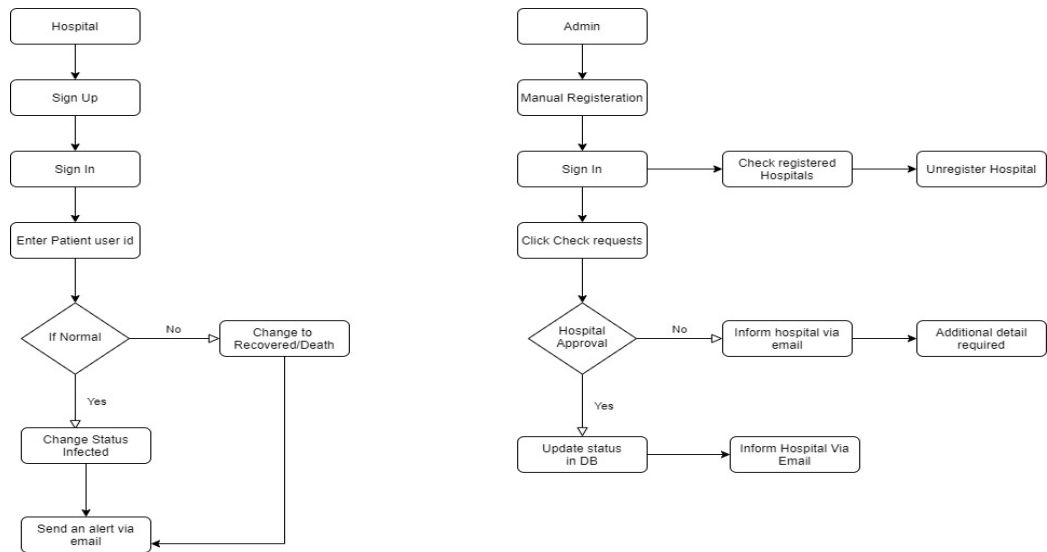 Hospital
Sign Up
Sign In
Enter Patient user id
If Normal
No
Change to
Recovered/Death
Yes
Change Status
Infected
Send an alert via
email
Admin
Manual Registeration
Sign In
Check registered
Hospitals
Unregister Hospital
Click Check requests
Hospital
Approval
No
Inform hospital via
email
Additional detail
required
Yes
Update status
in DB
Inform Hospital Via
Email